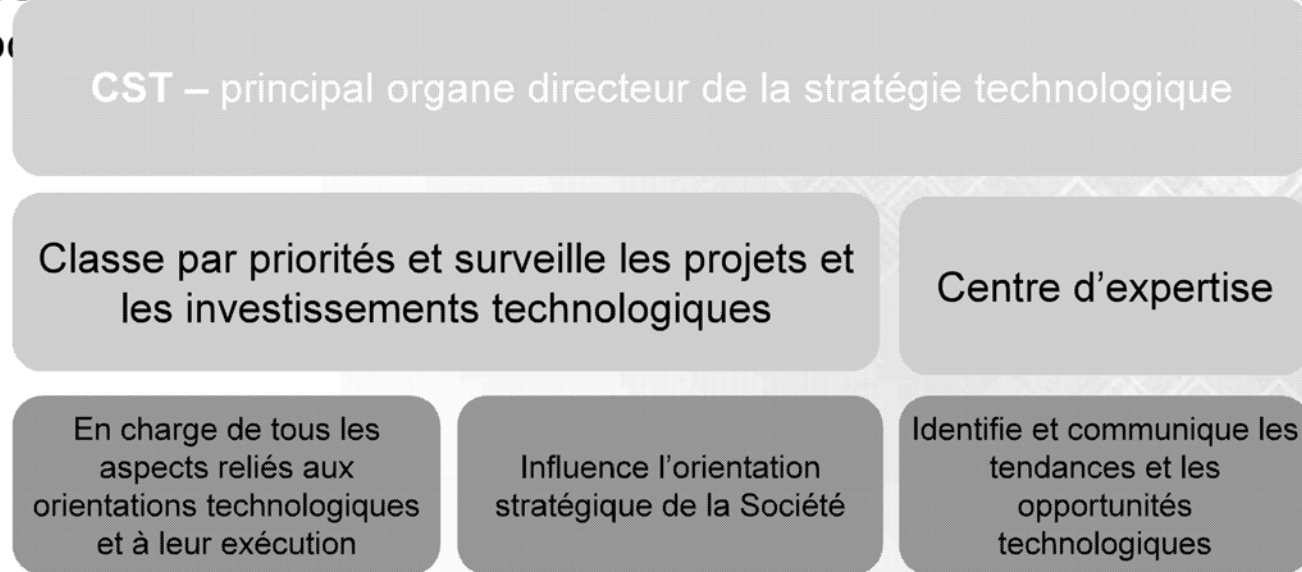 CST – principal organe directeur de la stratégie technologique
Classe par priorités et surveille les projets et
les investissements technologiques
Centre d’expertise
En charge de tous les
aspects reliés aux
orientations technologiques
et à leur exécution
Influence l’orientation
stratégique de la Société
Identifie et communique les
tendances et les
opportunités
technologiques